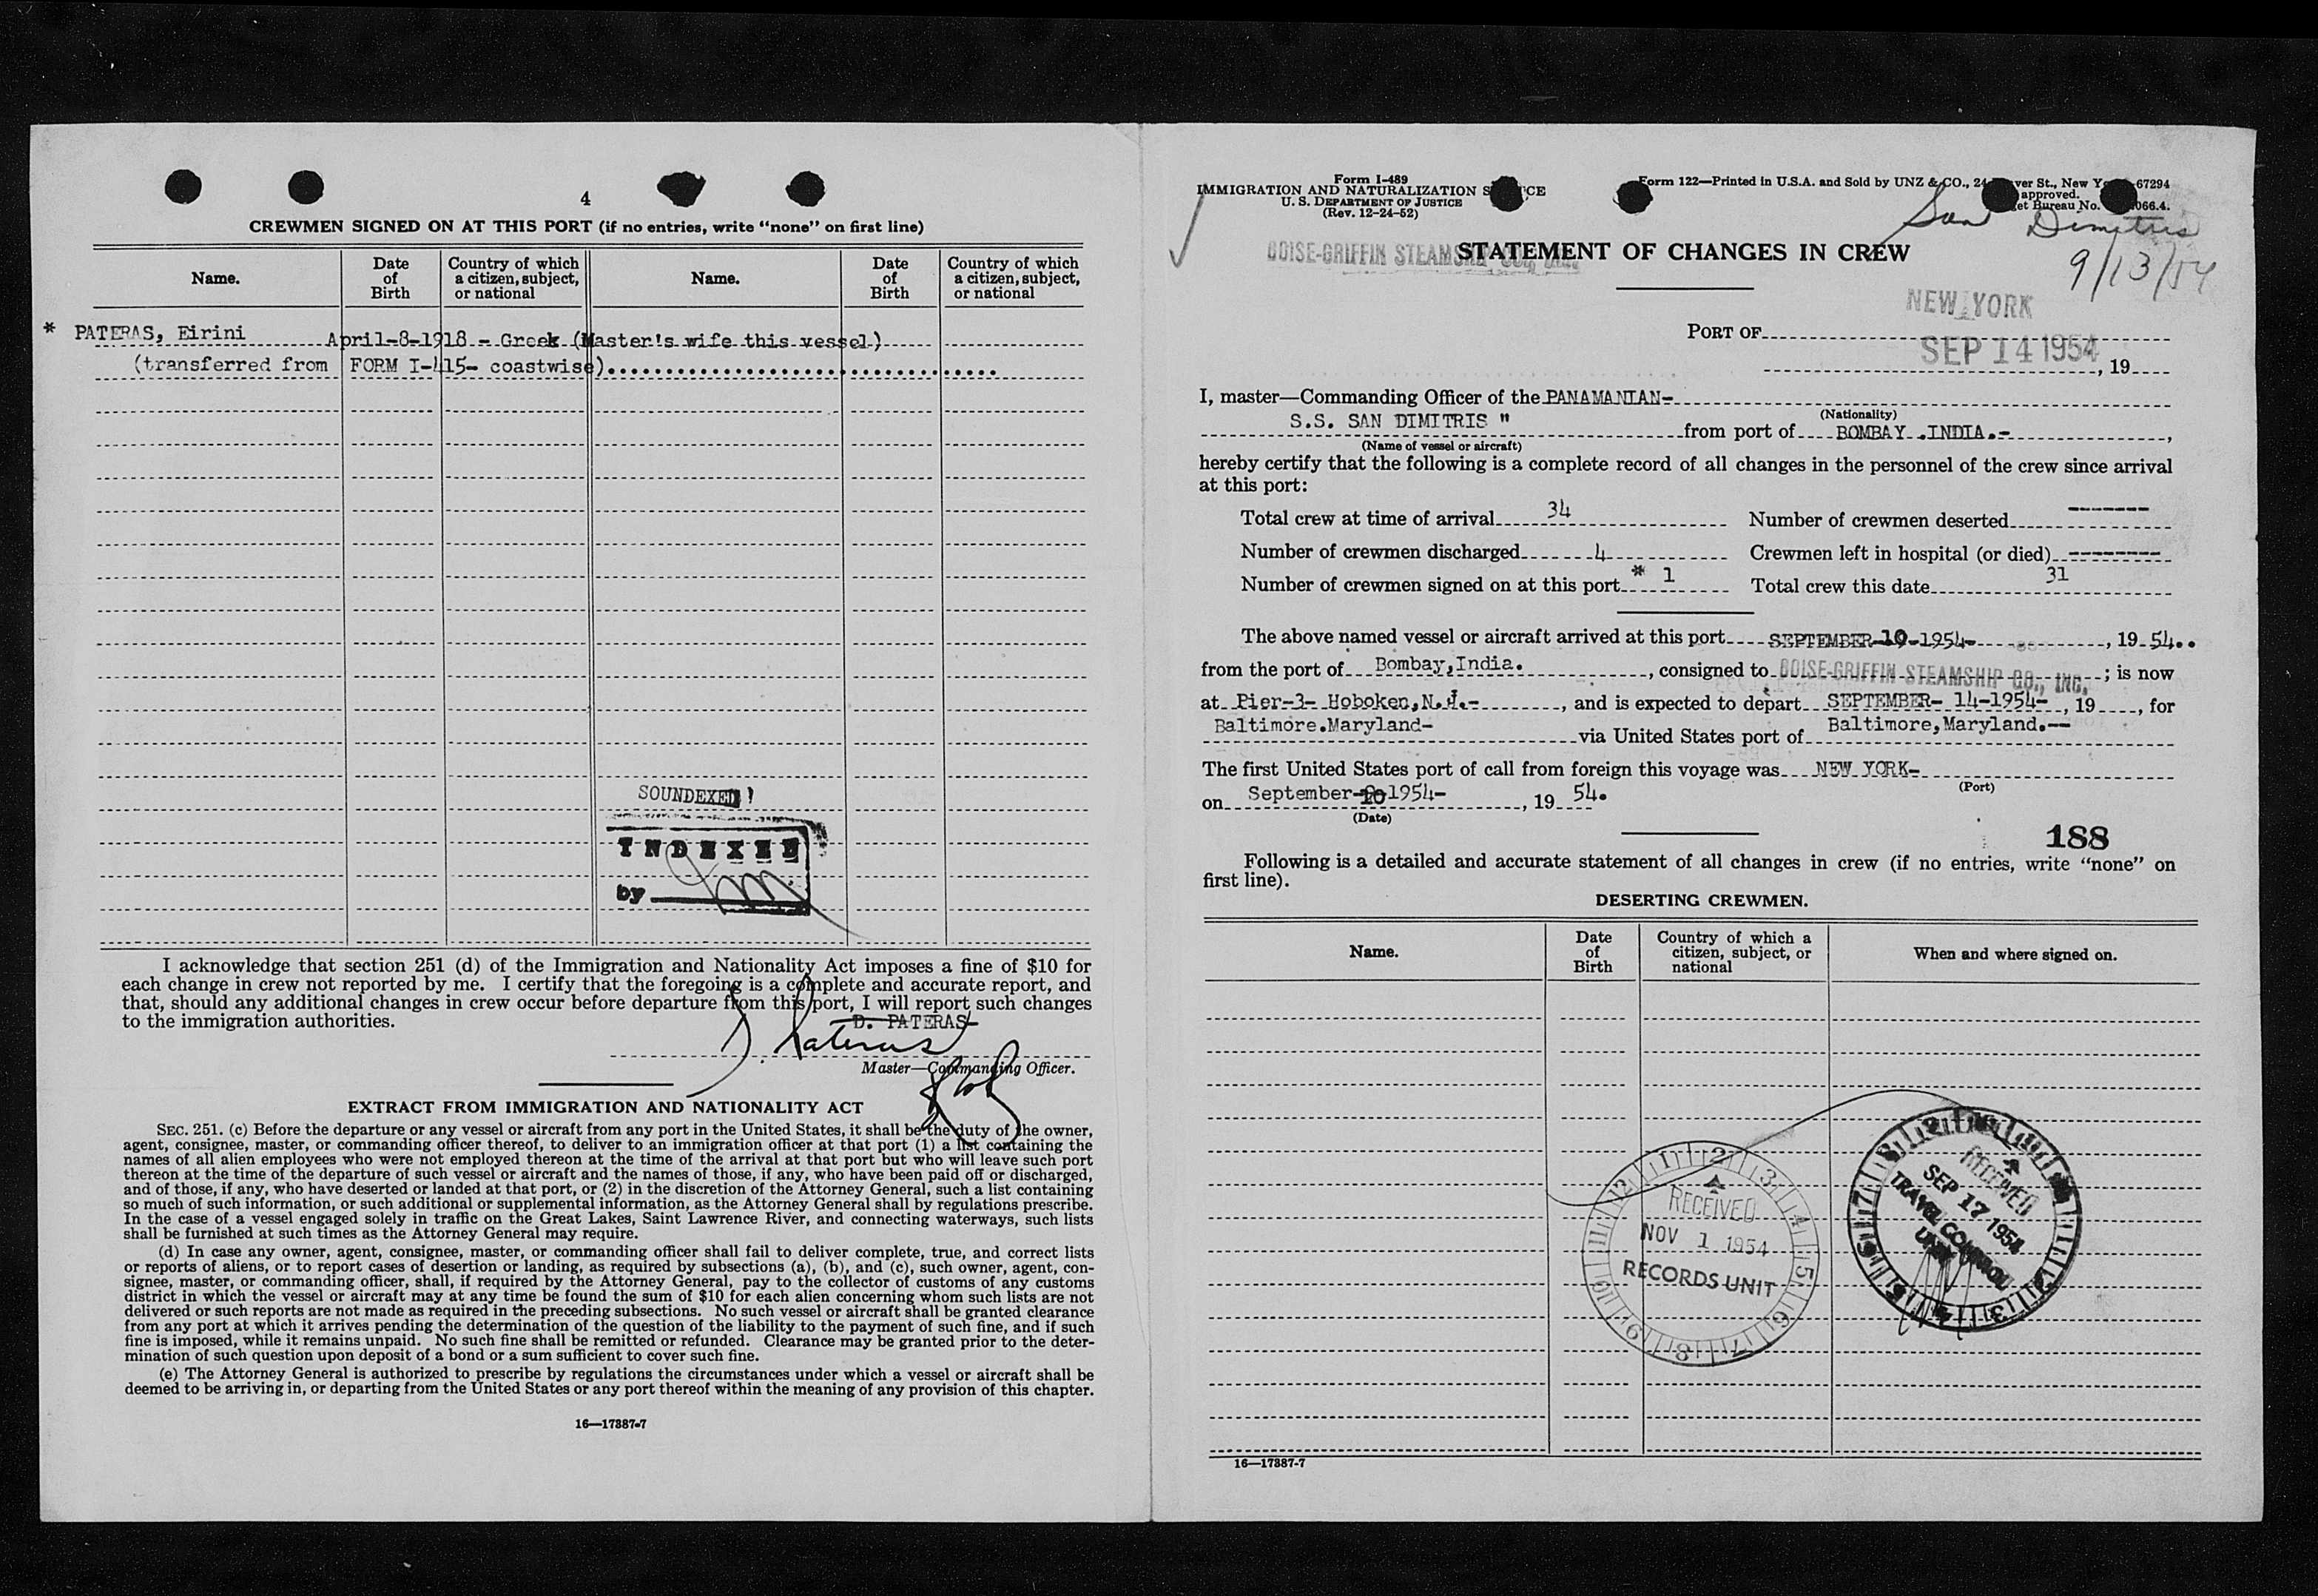 4
CREWMEN SIGNED ON AT THIS PORT (if no entries, write "none" on first line)
Name. Date of Birth Country of which a citizen, subject, or national Name. Date of Birth Country of which a citizen, subject, or national
* PATERAS, Eirini April-8-1918 - Greek (Master's wife this vessel)
(transferred from FORM I-415- coastwise)
SOUNDEXED
INDEXED
by
I acknowledge that section 251 (d) of the Immigration and Nationality Act imposes a fine of $10 for
each change in crew not reported by me. I certify that the foregoing is a complete and accurate report, and
that, should any additional changes in crew occur before departure from this port, I will report such changes
to the immigration authorities.
D. PATERAS
D. Pateras
Master—Commanding Officer.
EXTRACT FROM IMMIGRATION AND NATIONALITY ACT
SEC. 251. (c) Before the departure or any vessel or aircraft from any port in the United States, it shall be the duty of the owner,
agent, consignee, master, or commanding officer thereof, to deliver to an immigration officer at that port (1) a list containing the
names of all alien employees who were not employed thereon at the time of the arrival at that port but who will leave such port
thereon at the time of the departure of such vessel or aircraft and the names of those, if any, who have been paid off or discharged,
and of those, if any, who have deserted or landed at that port, or (2) in the discretion of the Attorney General, such a list containing
so much of such information, or such additional or supplemental information, as the Attorney General shall by regulations prescribe.
In the case of a vessel engaged solely in traffic on the Great Lakes, Saint Lawrence River, and connecting waterways, such lists
shall be furnished at such times as the Attorney General may require.
(d) In case any owner, agent, consignee, master, or commanding officer shall fail to deliver complete, true, and correct lists
or reports of aliens, or to report cases of desertion or landing, as required by subsections (a), (b), and (c), such owner, agent, con-
signee, master, or commanding officer, shall, if required by the Attorney General, pay to the collector of customs of any customs
district in which the vessel or aircraft may at any time be found the sum of $10 for each alien concerning whom such lists are not
delivered or such reports are not made as required in the preceding subsections. No such vessel or aircraft shall be granted clearance
from any port at which it arrives pending the determination of the question of the liability to the payment of such fine, and if such
fine is imposed, while it remains unpaid. No such fine shall be remitted or refunded. Clearance may be granted prior to the deter-
mination of such question upon deposit of a bond or a sum sufficient to cover such fine.
(e) The Attorney General is authorized to prescribe by regulations the circumstances under which a vessel or aircraft shall be
deemed to be arriving in, or departing from the United States or any port thereof within the meaning of any provision of this chapter.
16—17887-7
Form I-489
IMMIGRATION AND NATURALIZATION
U. S. DEPARTMENT OF JUSTICE
(Rev. 12-24-52)
Form 122—Printed in U.S.A. and Sold by UNZ & CO., 24 St., New 67294
approved.
Bureau No. 066.4.
San Dimitris
9/13/54
BOISE-GRIFFIN STEAMSHIP CO., INC.
STATEMENT OF CHANGES IN CREW
NEW YORK
PORT OF
SEP 14 1954, 19
I, master—Commanding Officer of the PANAMANIAN-
(Nationality)
S.S. SAN DIMITRIS " from port of BOMBAY .INDIA.-,
(Name of vessel or aircraft)
hereby certify that the following is a complete record of all changes in the personnel of the crew since arrival
at this port:
Total crew at time of arrival 34 Number of crewmen deserted -------
Number of crewmen discharged 4 Crewmen left in hospital (or died) --------
Number of crewmen signed on at this port * 1 Total crew this date 31
The above named vessel or aircraft arrived at this port SEPTEMBER-10-1954-, 19 54..
from the port of Bombay,India., consigned to BOISE-GRIFFIN STEAMSHIP CO., INC.; is now
at Pier-3- Hoboken,N.J.-, and is expected to depart SEPTEMBER- 14-1954-, 19, for
Baltimore.Maryland- via United States port of Baltimore,Maryland.--
The first United States port of call from foreign this voyage was NEW YORK-
(Port)
on September-10 1954-, 19 54.
(Date)
188
Following is a detailed and accurate statement of all changes in crew (if no entries, write "none" on
first line).
DESERTING CREWMEN.
Name. Date of Birth Country of which a citizen, subject, or national When and where signed on.
RECEIVED
NOV 1 1954
RECORDS UNIT
RECEIVED
SEP 17 1954
TRAVEL CONTROL
UNIT
16—17887-7